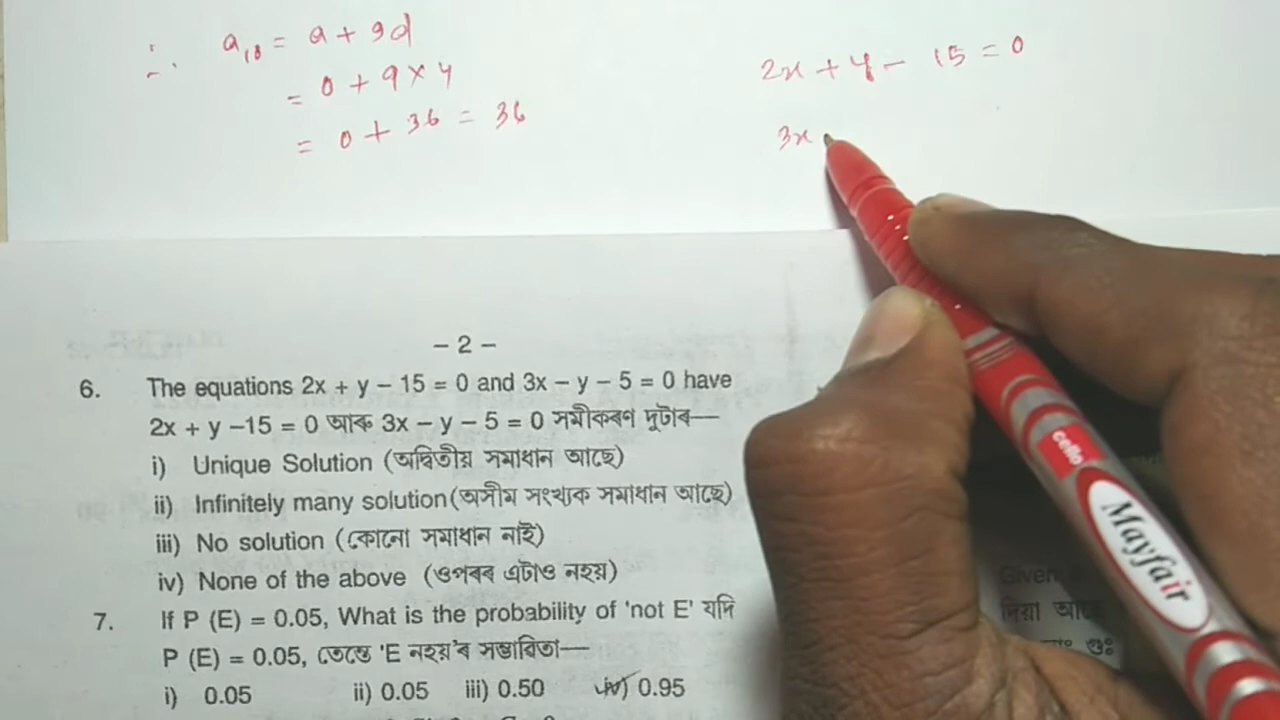 ∴ a₁₀ = a + 9d
= 0 + 9 × 4
= 0 + 36 = 36
2x + y - 15 = 0
3x
- 2 -
6. The equations 2x + y – 15 = 0 and 3x – y – 5 = 0 have
2x + y –15 = 0 আৰু 3x – y – 5 = 0 সমীকৰণ দুটাৰ—
i) Unique Solution (অদ্বিতীয় সমাধান আছে)
ii) Infinitely many solution(অসীম সংখ্যক সমাধান আছে)
iii) No solution (কোনো সমাধান নাই)
iv) None of the above (ওপৰৰ এটাও নহয়)
7. If P (E) = 0.05, What is the probability of 'not E' যদি
P (E) = 0.05, তেন্তে 'E নহয়'ৰ সম্ভাৱিতা—
i) 0.05 ii) 0.05 iii) 0.50 iv) 0.95
Given
দিয়া আছে
cello
Mayfair